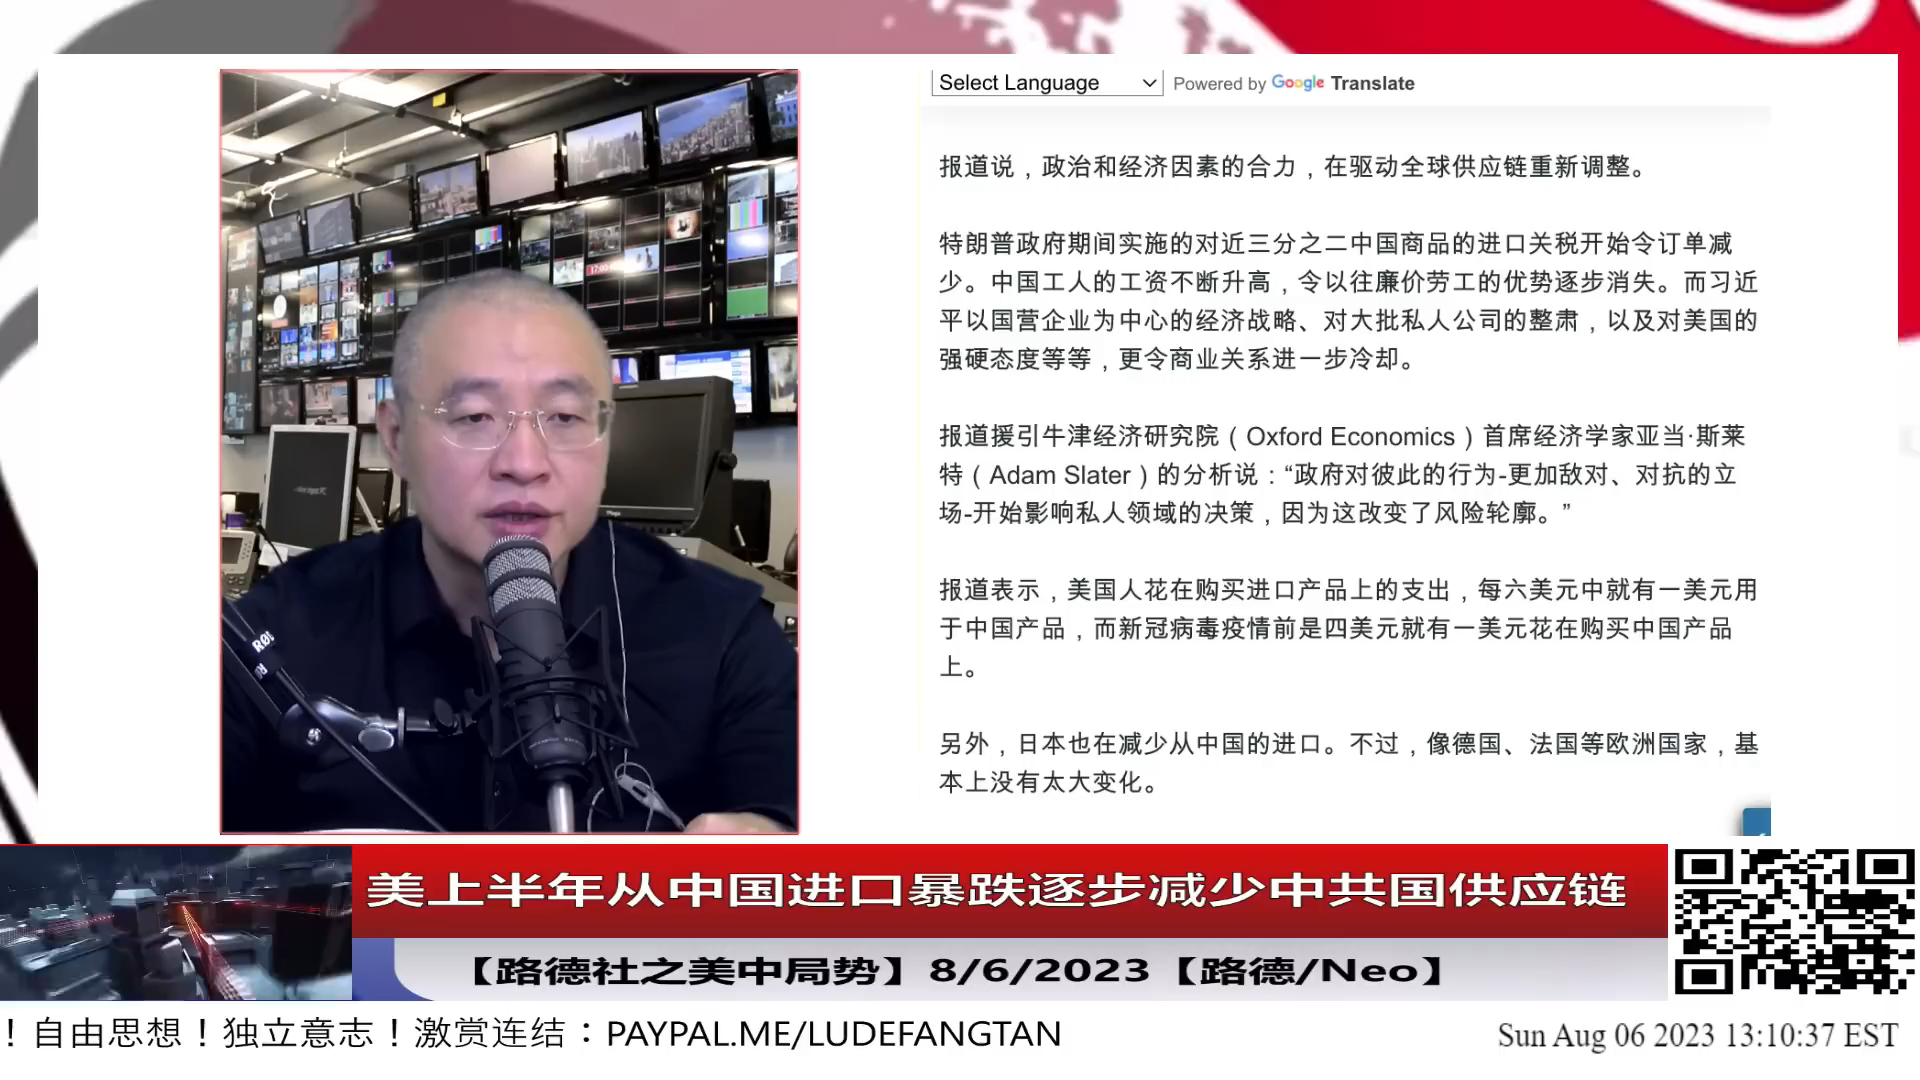 Select Language
Powered by Google Translate
报道说，政治和经济因素的合力，在驱动全球供应链重新调整。
特朗普政府期间实施的对近三分之二中国商品的进口关税开始令订单减
少。中国工人的工资不断升高，令以往廉价劳工的优势逐步消失。而习近
平以国营企业为中心的经济战略、对大批私人公司的整肃，以及对美国的
强硬态度等等，更令商业关系进一步冷却。
报道援引牛津经济研究院（Oxford Economics）首席经济学家亚当·斯莱
特（Adam Slater）的分析说：“政府对彼此的行为-更加敌对、对抗的立
场-开始影响私人领域的决策，因为这改变了风险轮廓。”
报道表示，美国人花在购买进口产品上的支出，每六美元中就有一美元用
于中国产品，而新冠病毒疫情前是四美元就有一美元花在购买中国产品
上。
另外，日本也在减少从中国的进口。不过，像德国、法国等欧洲国家，基
本上没有太大变化。
美上半年从中国进口暴跌逐步减少中共国供应链
【路德社之美中局势】8/6/2023【路德/Neo】
！自由思想！独立意志！激赏连结：PAYPAL.ME/LUDEFANGTAN
Sun Aug 06 2023 13:10:37 EST